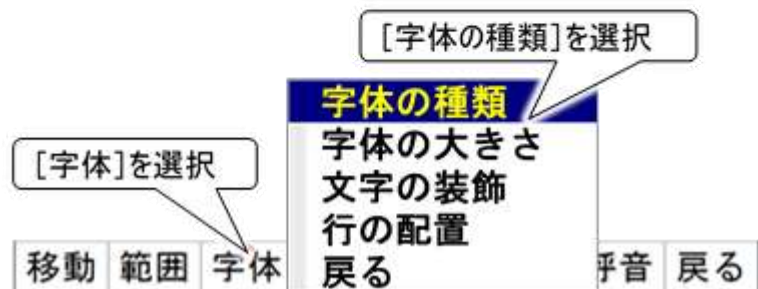 [字体の種類]を選択
字体の種類
字体の大きさ
文字の装飾
行の配置
戻る
[字体]を選択
移動 範囲 字体 呼音 戻る